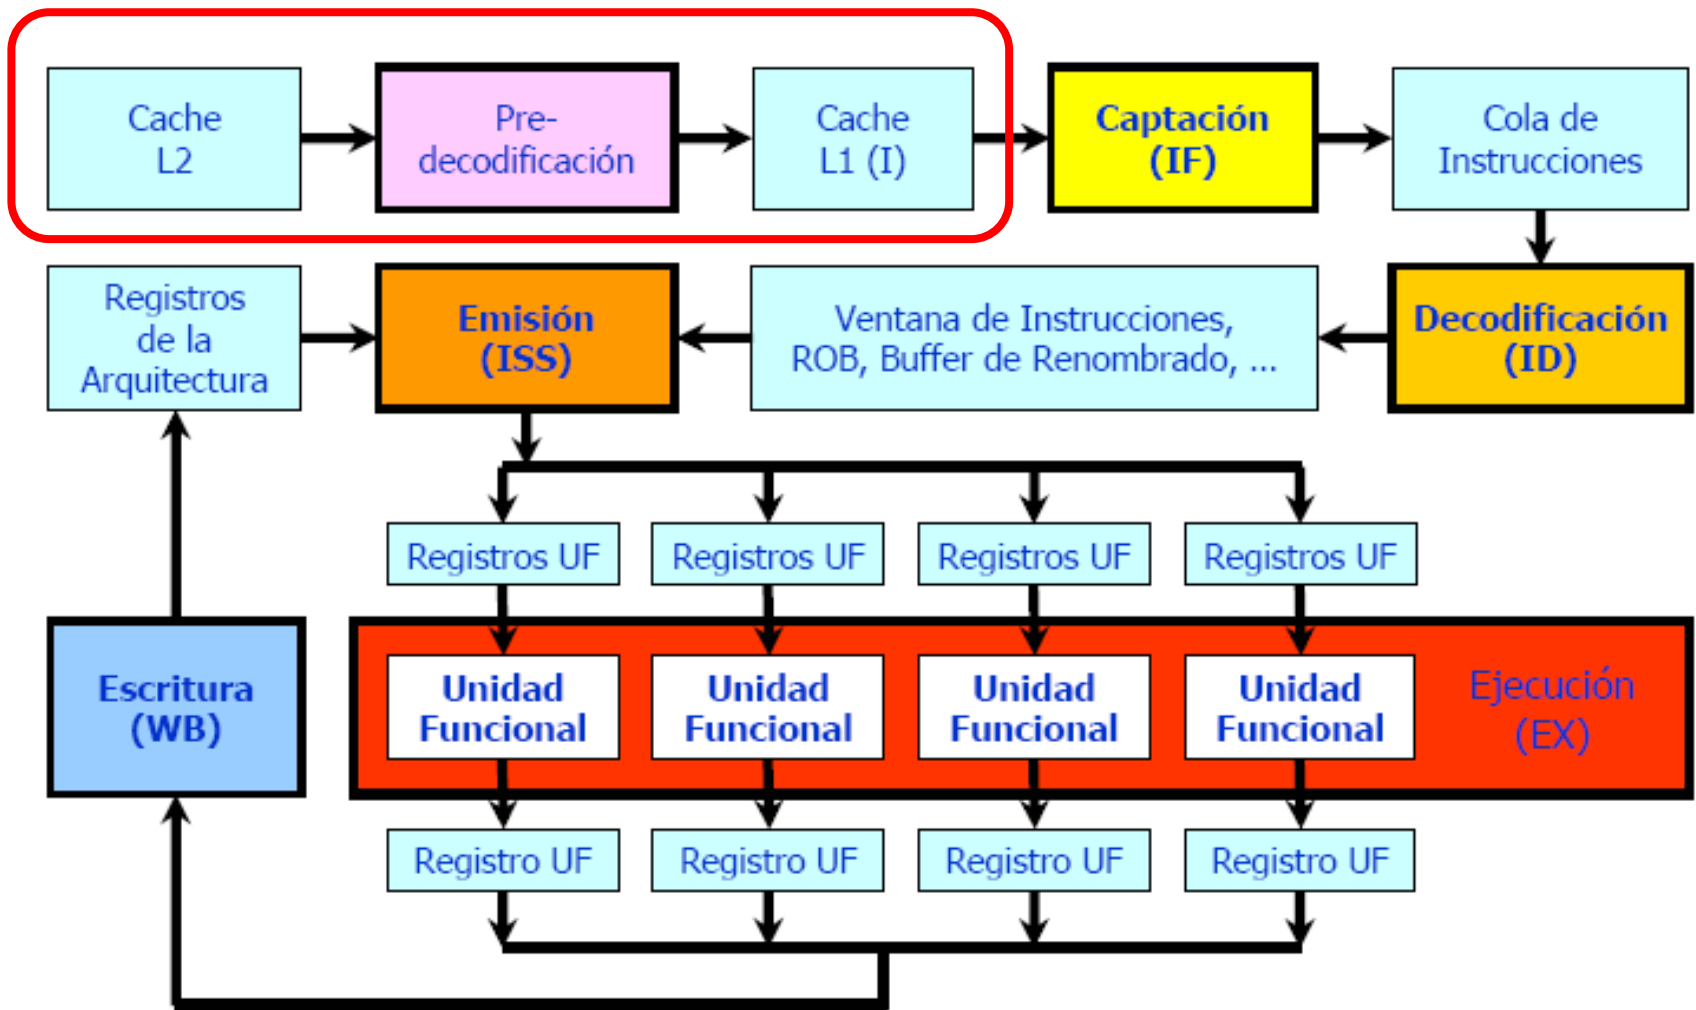 Cache
L2
Pre-
decodificación
Cache
L1 (I)
Captación
(IF)
Cola de
Instrucciones
Registros
de la
Arquitectura
Emisión
(ISS)
Ventana de Instrucciones,
ROB, Buffer de Renombrado, ...
Decodificación
(ID)
Registros UF
Registros UF
Registros UF
Registros UF
Escritura
(WB)
Unidad
Funcional
Unidad
Funcional
Unidad
Funcional
Unidad
Funcional
Ejecución
(EX)
Registro UF
Registro UF
Registro UF
Registro UF